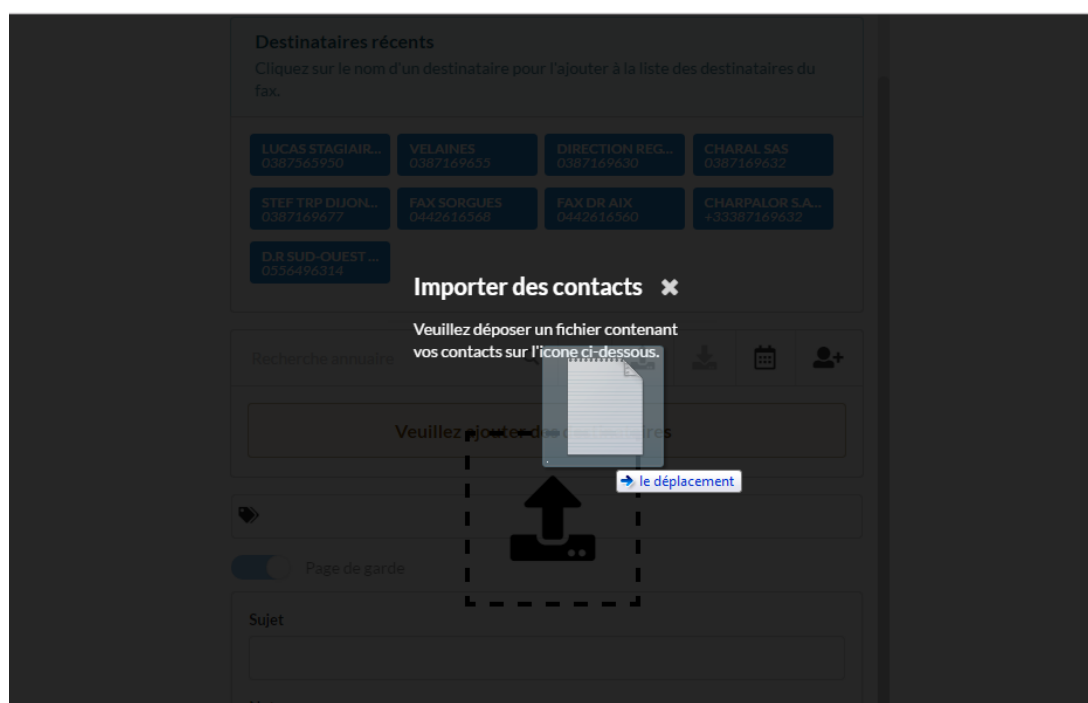 Destinataires récents
Cliquez sur le nom d'un destinataire pour l'ajouter à la liste des destinataires du
fax.
LUCAS STAGIAIR... VELAINES DIRECTION REG... CHARAL SAS
0387565950 0387169655 0387169630 0387169632
STEF TRP DIJON... FAX SORGUES FAX DR AIX CHARPALOR S.A...
0387169677 0442616568 0442616560 +33387169632
D.R SUD-OUEST ...
0556496314
Importer des contacts
Veuillez déposer un fichier contenant
vos contacts sur l'icone ci-dessous.
Recherche annuaire
Veuillez ajouter des
le déplacement
Page de garde
Sujet